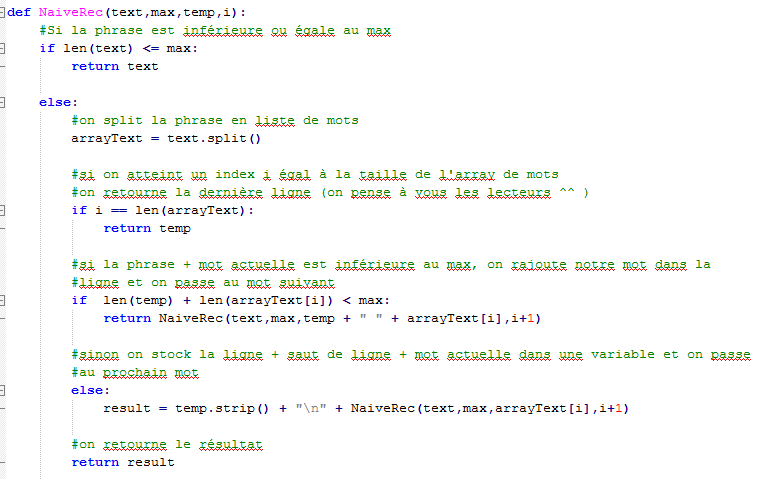 def NaiveRec(text,max,temp,i):
#Si la phrase est inférieure ou égale au max
if len(text) <= max:
return text
else:
#on split la phrase en liste de mots
arrayText = text.split()
#si on atteint un index i égal à la taille de l'array de mots
#on retourne la dernière ligne (on pense à vous les lecteurs ^^ )
if i == len(arrayText):
return temp
#si la phrase + mot actuelle est inférieure au max, on rajoute notre mot dans la
#ligne et on passe au mot suivant
if  len(temp) + len(arrayText[i]) < max:
return NaiveRec(text,max,temp + " " + arrayText[i],i+1)
#sinon on stock la ligne + saut de ligne + mot actuelle dans une variable et on passe
#au prochain mot
else:
result = temp.strip() + "\n" + NaiveRec(text,max,arrayText[i],i+1)
#on retourne le résultat
return result